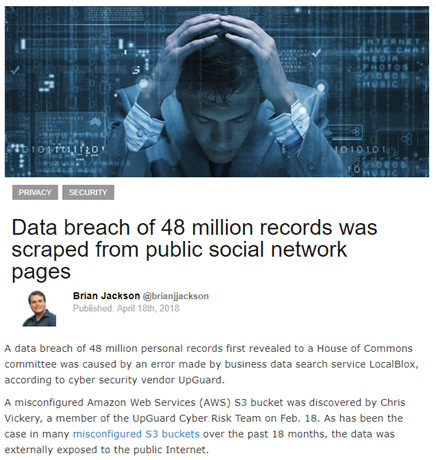 INTERNET
LIVE CHAT
MEDIA
PHOTOS
VIDEOS
MUSIC
PRIVACY
SECURITY
Data breach of 48 million records was
scraped from public social network
pages
Brian Jackson @brianjjackson
Published: April 18th, 2018
A data breach of 48 million personal records first revealed to a House of Commons
committee was caused by an error made by business data search service LocalBlox,
according to cyber security vendor UpGuard.
A misconfigured Amazon Web Services (AWS) S3 bucket was discovered by Chris
Vickery, a member of the UpGuard Cyber Risk Team on Feb. 18. As has been the
case in many misconfigured S3 buckets over the past 18 months, the data was
externally exposed to the public Internet.